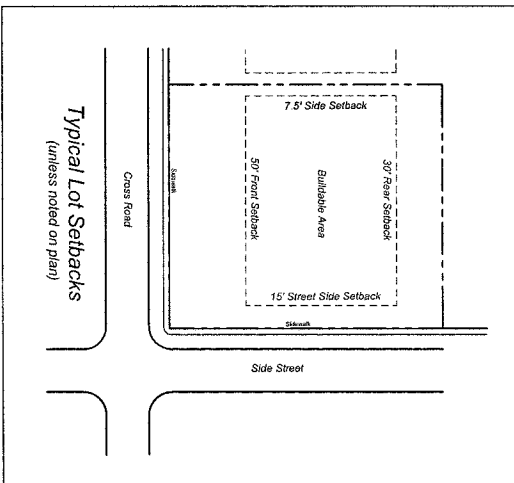 7.5' Side Setback
50' Front Setback
Buildable Area
30' Rear Setback
15' Street Side Setback
Sidewalk
Sidewalk
Cross Road
Side Street
Typical Lot Setbacks
(unless noted on plan)